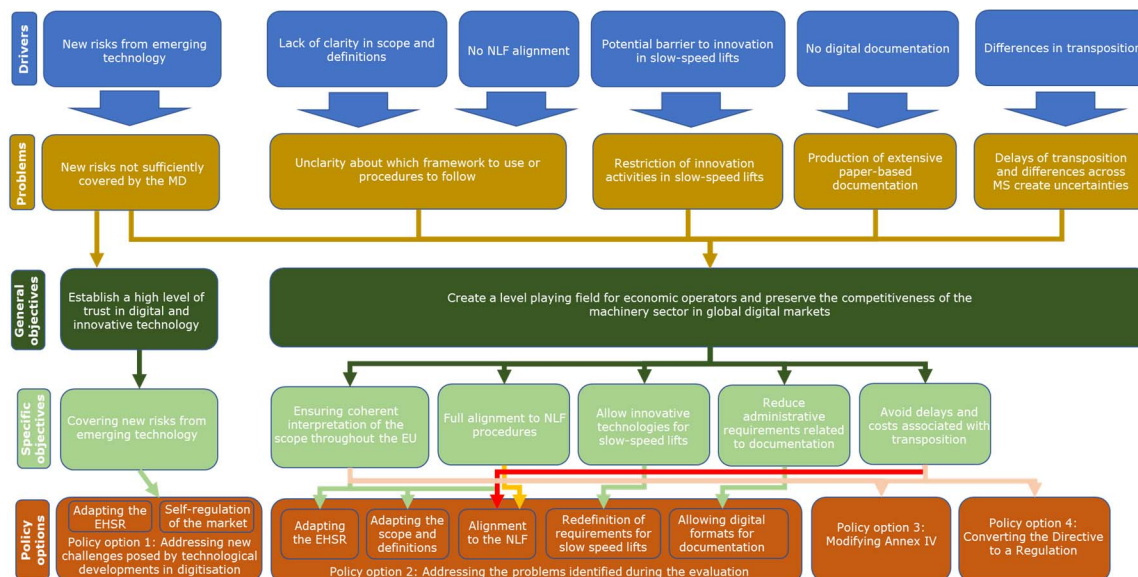 Drivers
New risks from emerging
technology
Lack of clarity in scope and
definitions
No NLF alignment
Potential barrier to innovation
in slow-speed lifts
No digital documentation
Differences in transposition
Problems
New risks not sufficiently
covered by the MD
Unclarity about which framework to use or
procedures to follow
Restriction of innovation
activities in slow-speed lifts
Production of extensive
paper-based
documentation
Delays of transposition
and differences across
MS create uncertainties
General
objectives
Establish a high level of
trust in digital and
innovative technology
Create a level playing field for economic operators and preserve the competitiveness of the
machinery sector in global digital markets
Specific
objectives
Covering new risks from
emerging technology
Ensuring coherent
interpretation of the
scope throughout the EU
Full alignment to NLF
procedures
Allow innovative
technologies for
slow-speed lifts
Reduce
administrative
requirements related to
documentation
Avoid delays and
costs associated with
transposition
Policy
options
Adapting the
EHSR
Self-regulation
of the market
Policy option 1: Addressing new
challenges posed by technological
developments in digitisation
Adapting
the EHSR
Adapting the
scope and
definitions
Alignment
to the NLF
Redefinition of
requirements for
slow speed lifts
Allowing digital
formats for
documentation
Policy option 2: Addressing the problems identified during the evaluation
Policy option 3:
Modifying Annex IV
Policy option 4:
Converting the Directive
to a Regulation